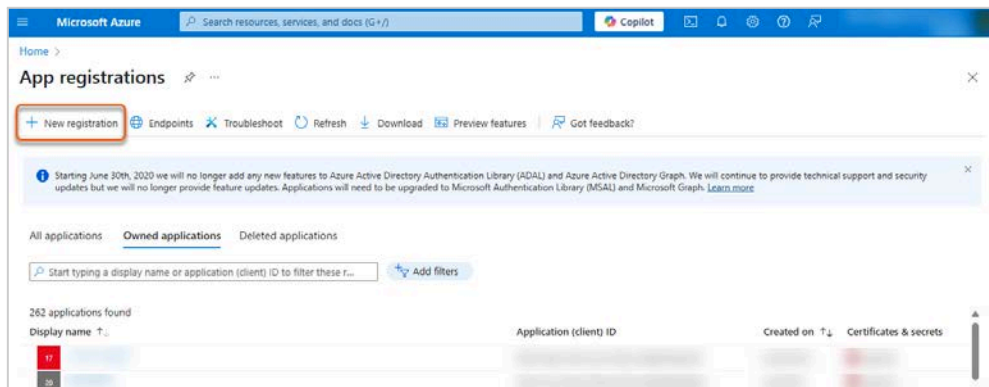 Microsoft Azure
Search resources, services, and docs (G+/)
Copilot
Home >
App registrations
New registration
Endpoints
Troubleshoot
Refresh
Download
Preview features
Got feedback?
Starting June 30th, 2020 we will no longer add any new features to Azure Active Directory Authentication Library (ADAL) and Azure Active Directory Graph. We will continue to provide technical support and security
updates but we will no longer provide feature updates. Applications will need to be upgraded to Microsoft Authentication Library (MSAL) and Microsoft Graph. Learn more
All applications
Owned applications
Deleted applications
Start typing a display name or application (client) ID to filter these r...
Add filters
262 applications found
Display name ↑
Application (client) ID
Created on ↑↓
Certificates & secrets
17